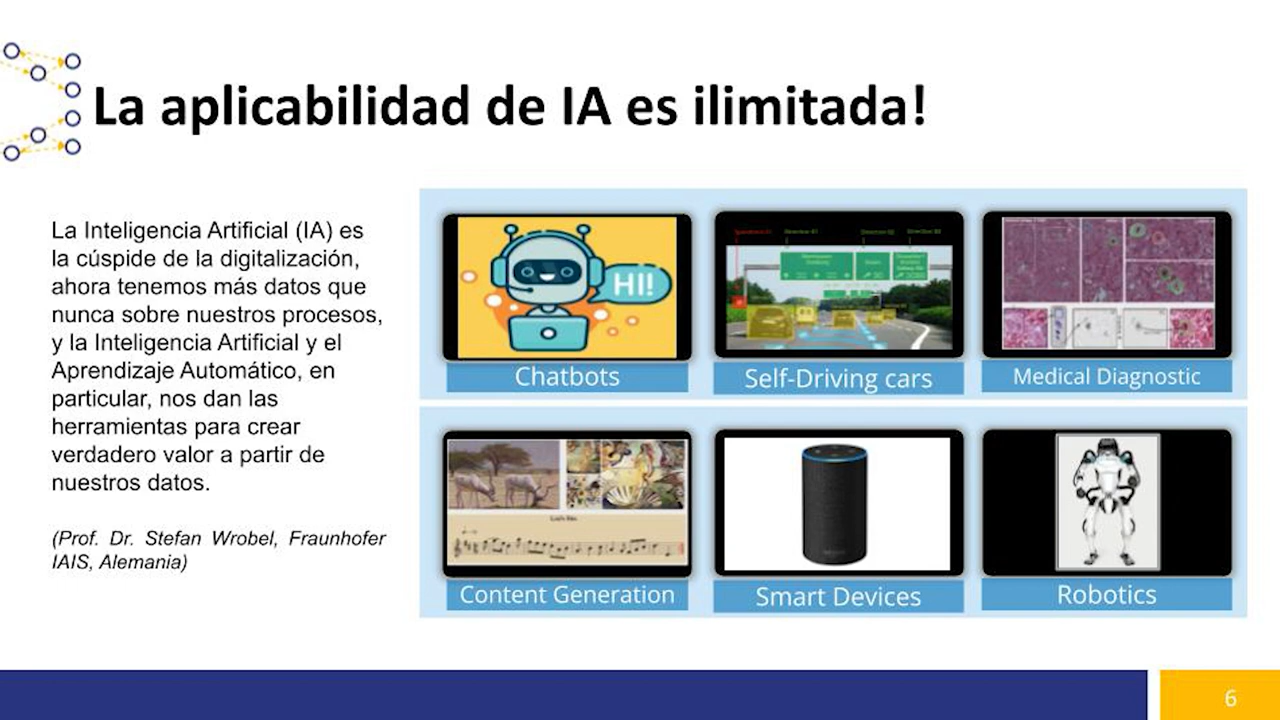 La aplicabilidad de IA es ilimitada!
La Inteligencia Artificial (IA) es
la cúspide de la digitalización,
ahora tenemos más datos que
nunca sobre nuestros procesos,
y la Inteligencia Artificial y el
Aprendizaje Automático, en
particular, nos dan las
herramientas para crear
verdadero valor a partir de
nuestros datos.
(Prof. Dr. Stefan Wrobel, Fraunhofer
IAIS, Alemania)
HI!
Chatbots
Self-Driving cars
Medical Diagnostic
Content Generation
Smart Devices
Robotics
6